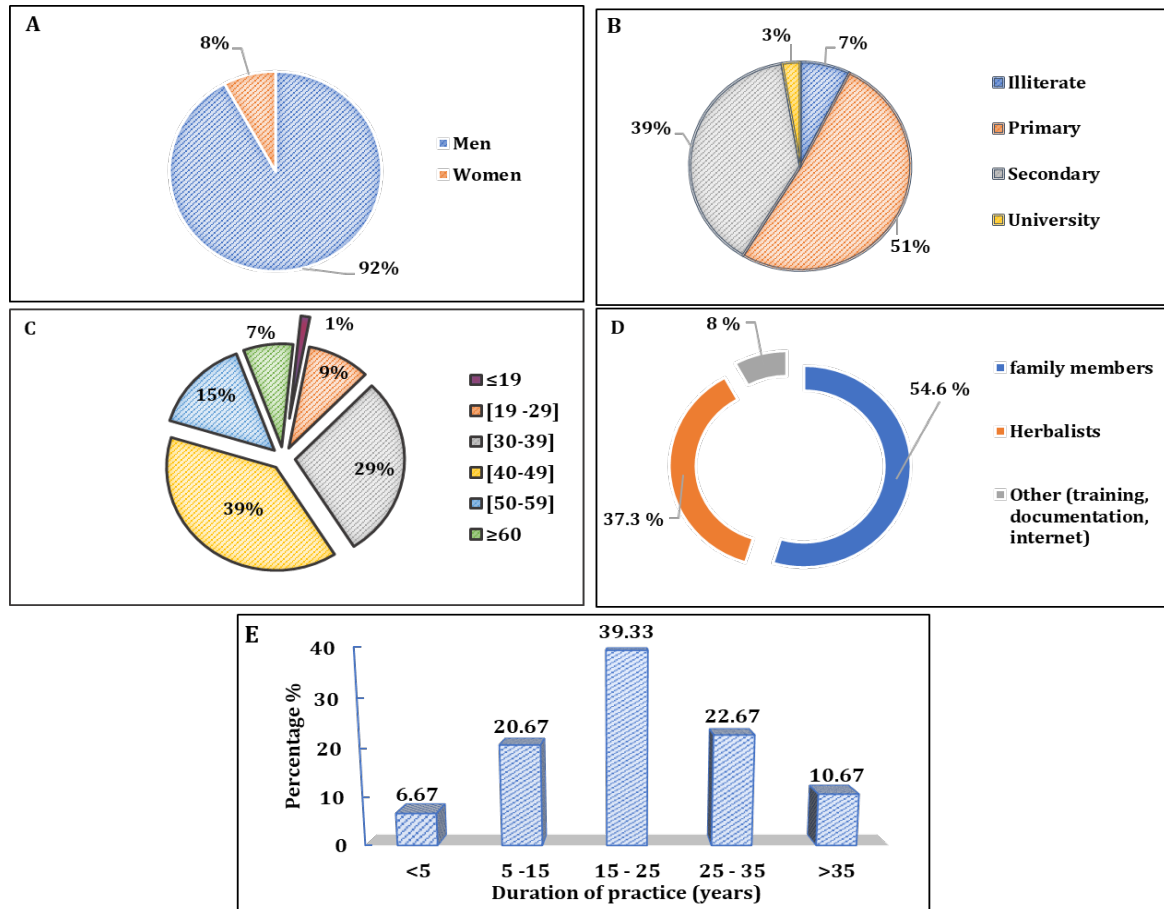 A
8%
92%
Men
Women
B
3%
7%
39%
51%
Illiterate
Primary
Secondary
University
C
7%
1%
9%
15%
29%
39%
≤19
[19 -29]
[30-39]
[40-49]
[50-59]
≥60
D
8 %
54.6 %
37.3 %
family members
Herbalists
Other (training,
documentation,
internet)
E
Percentage %
40
30
20
10
0
6.67
20.67
39.33
22.67
10.67
<5
5 -15
15 - 25
25 - 35
>35
Duration of practice (years)